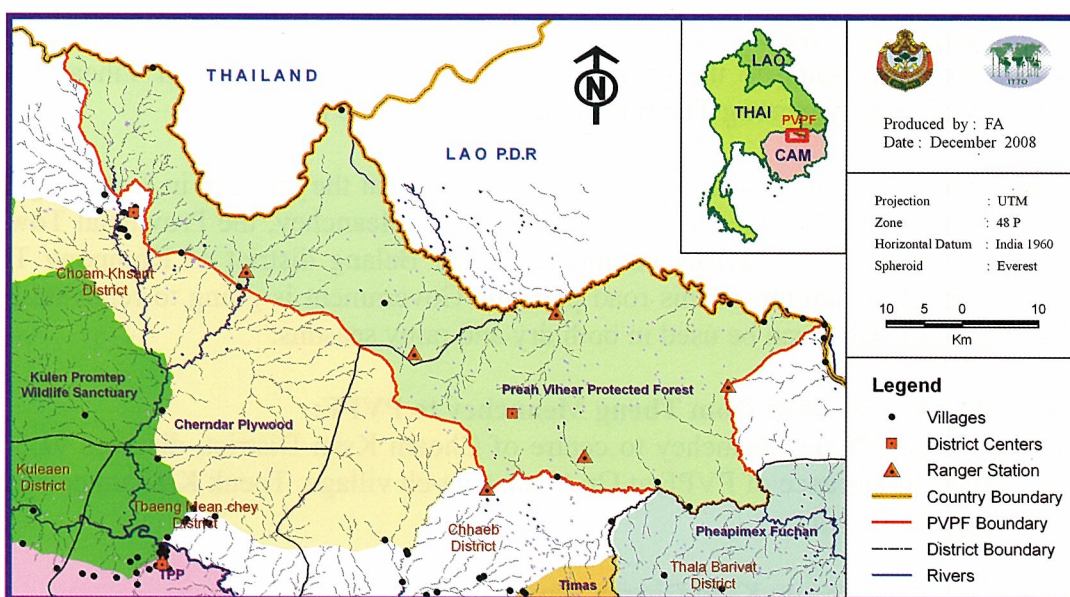 THAILAND
LAO P.D.R
N
LAO
THAI
PVPF
CAM
ITTO
Produced by : FA
Date : December 2008
Projection : UTM
Zone : 48 P
Horizontal Datum : India 1960
Spheroid : Everest
10 5 0 10
Km
Choam Khsant
District
Kulen Promtep
Wildlife Sanctuary
Cherndar Plywood
Preah Vihear Protected Forest
Kuleaen
District
Tbaeng Mean chey
District
Chhaeb
District
Pheapimex Fuchan
Thala Barivat
District
TPP
Timas
Legend
Villages
District Centers
Ranger Station
Country Boundary
PVPF Boundary
District Boundary
Rivers